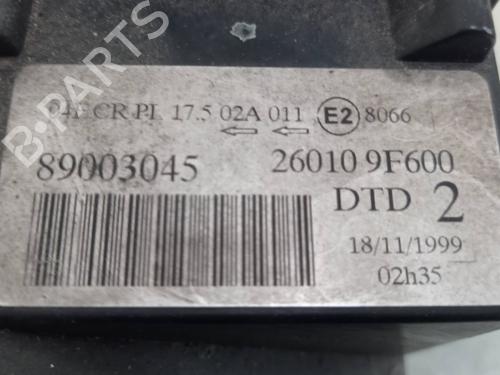 CR PL 17.5 02A 011 E2 8066
89003045 26010 9F600
DTD 2
18/11/1999
02h35
B-PARTS